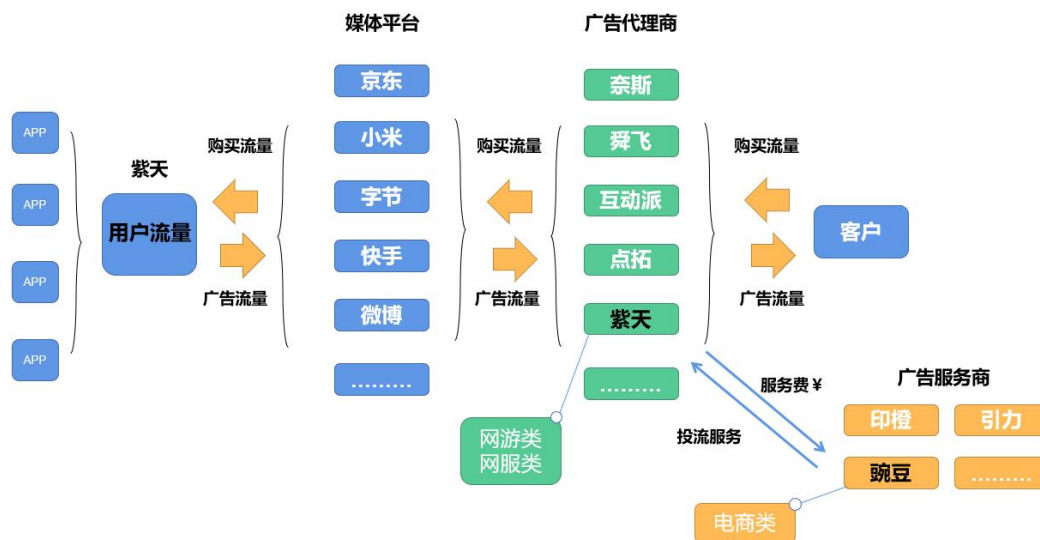 媒体平台
广告代理商
京东
奈斯
APP
小米
舜飞
购买流量
购买流量
购买流量
紫天
APP
用户流量
字节
互动派
客户
APP
快手
点拓
广告流量
广告流量
广告流量
微博
紫天
APP
………
………
服务费￥
广告服务商
投流服务
印橙
引力
网游类
网服类
豌豆
………
电商类